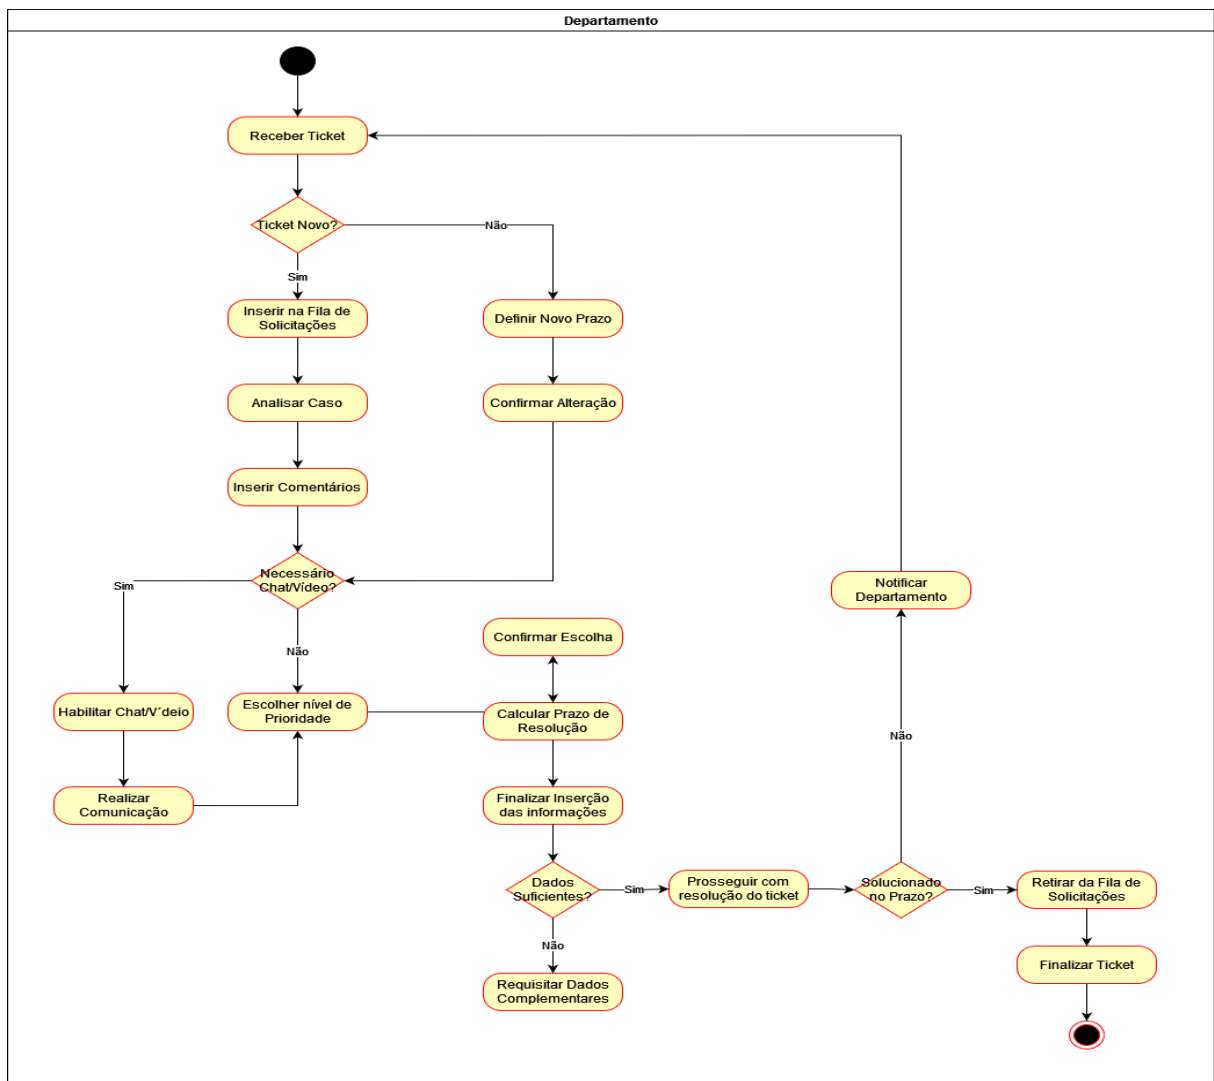 Departamento
Receber Ticket
Ticket Novo?
Não
Sim
Inserir na Fila de
Solicitações
Definir Novo Prazo
Analisar Caso
Confirmar Alteração
Inserir Comentários
Necessário
Chat/Vídeo?
Sim
Notificar
Departamento
Não
Confirmar Escolha
Habilitar Chat/V´deio
Escolher nível de
Prioridade
Calcular Prazo de
Resolução
Não
Realizar
Comunicação
Finalizar Inserção
das informações
Dados
Suficientes?
Sim
Prosseguir com
resolução do ticket
Solucionado
no Prazo?
Sim
Retirar da Fila de
Solicitações
Não
Requisitar Dados
Complementares
Finalizar Ticket